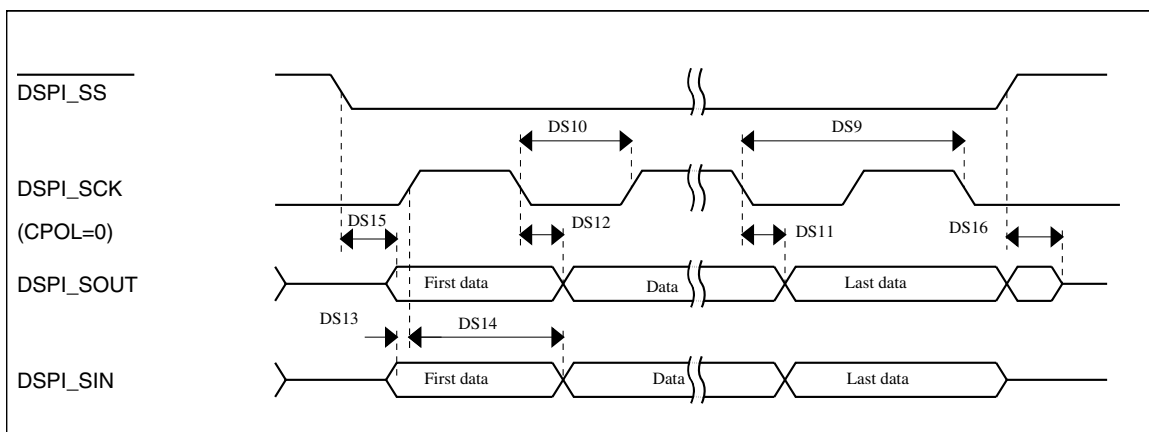 DSPI_SS
DS10
DS9
DSPI_SCK
DS15
DS12
DS11
DS16
(CPOL=0)
DSPI_SOUT
First data
Data
Last data
DS13
DS14
DSPI_SIN
First data
Data
Last data